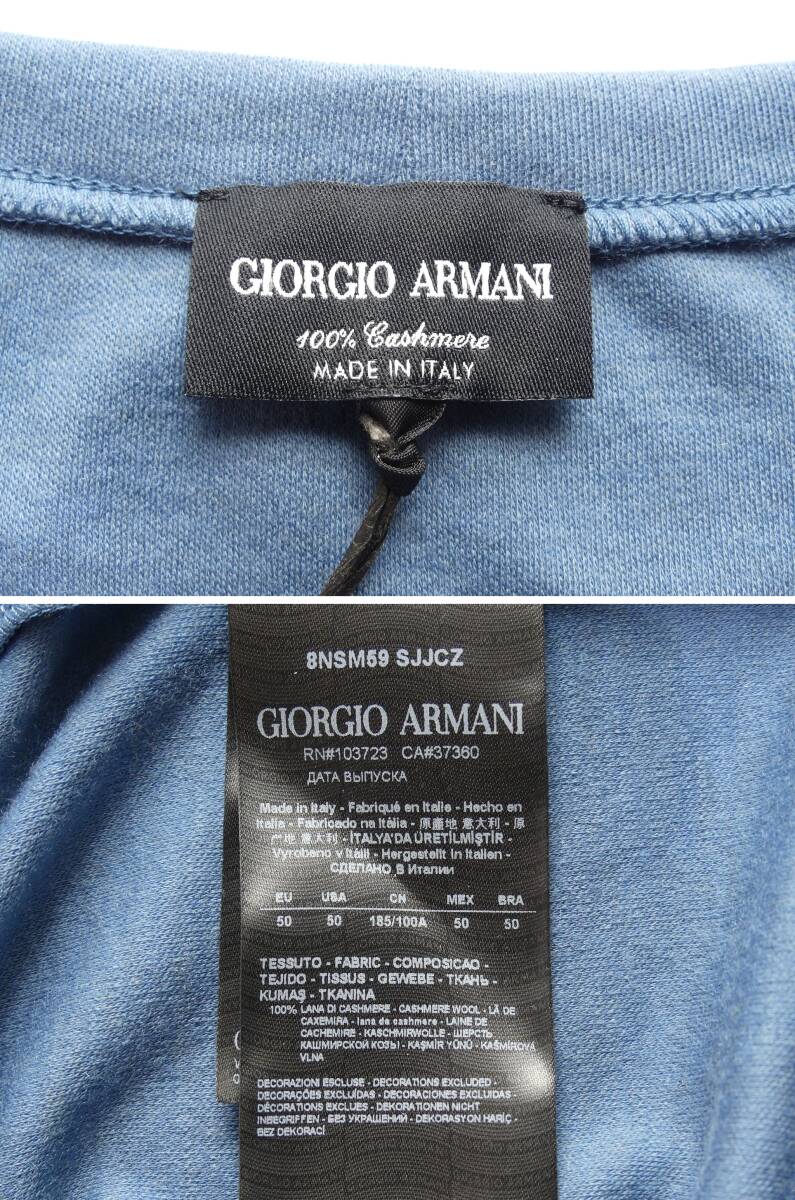 GIORGIO ARMANI
100% Cashmere
MADE IN ITALY
8NSM59 SJJCZ
GIORGIO ARMANI
RN#103723 CA#37360
ДАТА ВЫПУСКА
Made in Italy - Fabriqué en Italie - Hecho en
Italia - Fabricado na Itália - 原產地 意大利 - 原
产地 意大利 - İTALYA'DA ÜRETİLMİŞTİR -
Vyrobeno v Itálii - Hergestellt in Italien -
СДЕЛАНО В Италии
EU USA CN MEX BRA
50 50 185/100A 50 50
TESSUTO - FABRIC - COMPOSICAO -
TEJIDO - TISSUS - GEWEBE - ТКАНЬ -
KUMAŞ - TKANINA
100% LANA DI CASHMERE - CASHMERE WOOL - LÃ DE
CAXEMIRA - lana de cashmere - LAINE DE
CACHEMIRE - KASCHMIRWOLLE - ШЕРСТЬ
КАШМИРСКОЙ КОЗЫ - KAŞMİR YÜNÜ - KAŠMÍROVÁ
VLNA
DECORAZIONI ESCLUSE - DECORATIONS EXCLUDED -
DECORAÇÕES EXCLUÍDAS - DECORACIONES EXCLUIDAS -
DÉCORATIONS EXCLUES - DEKORATIONEN NICHT
INBEGRIFFEN - БЕЗ УКРАШЕНИЙ - DEKORASYON HARİÇ -
BEZ DEKORACÍ